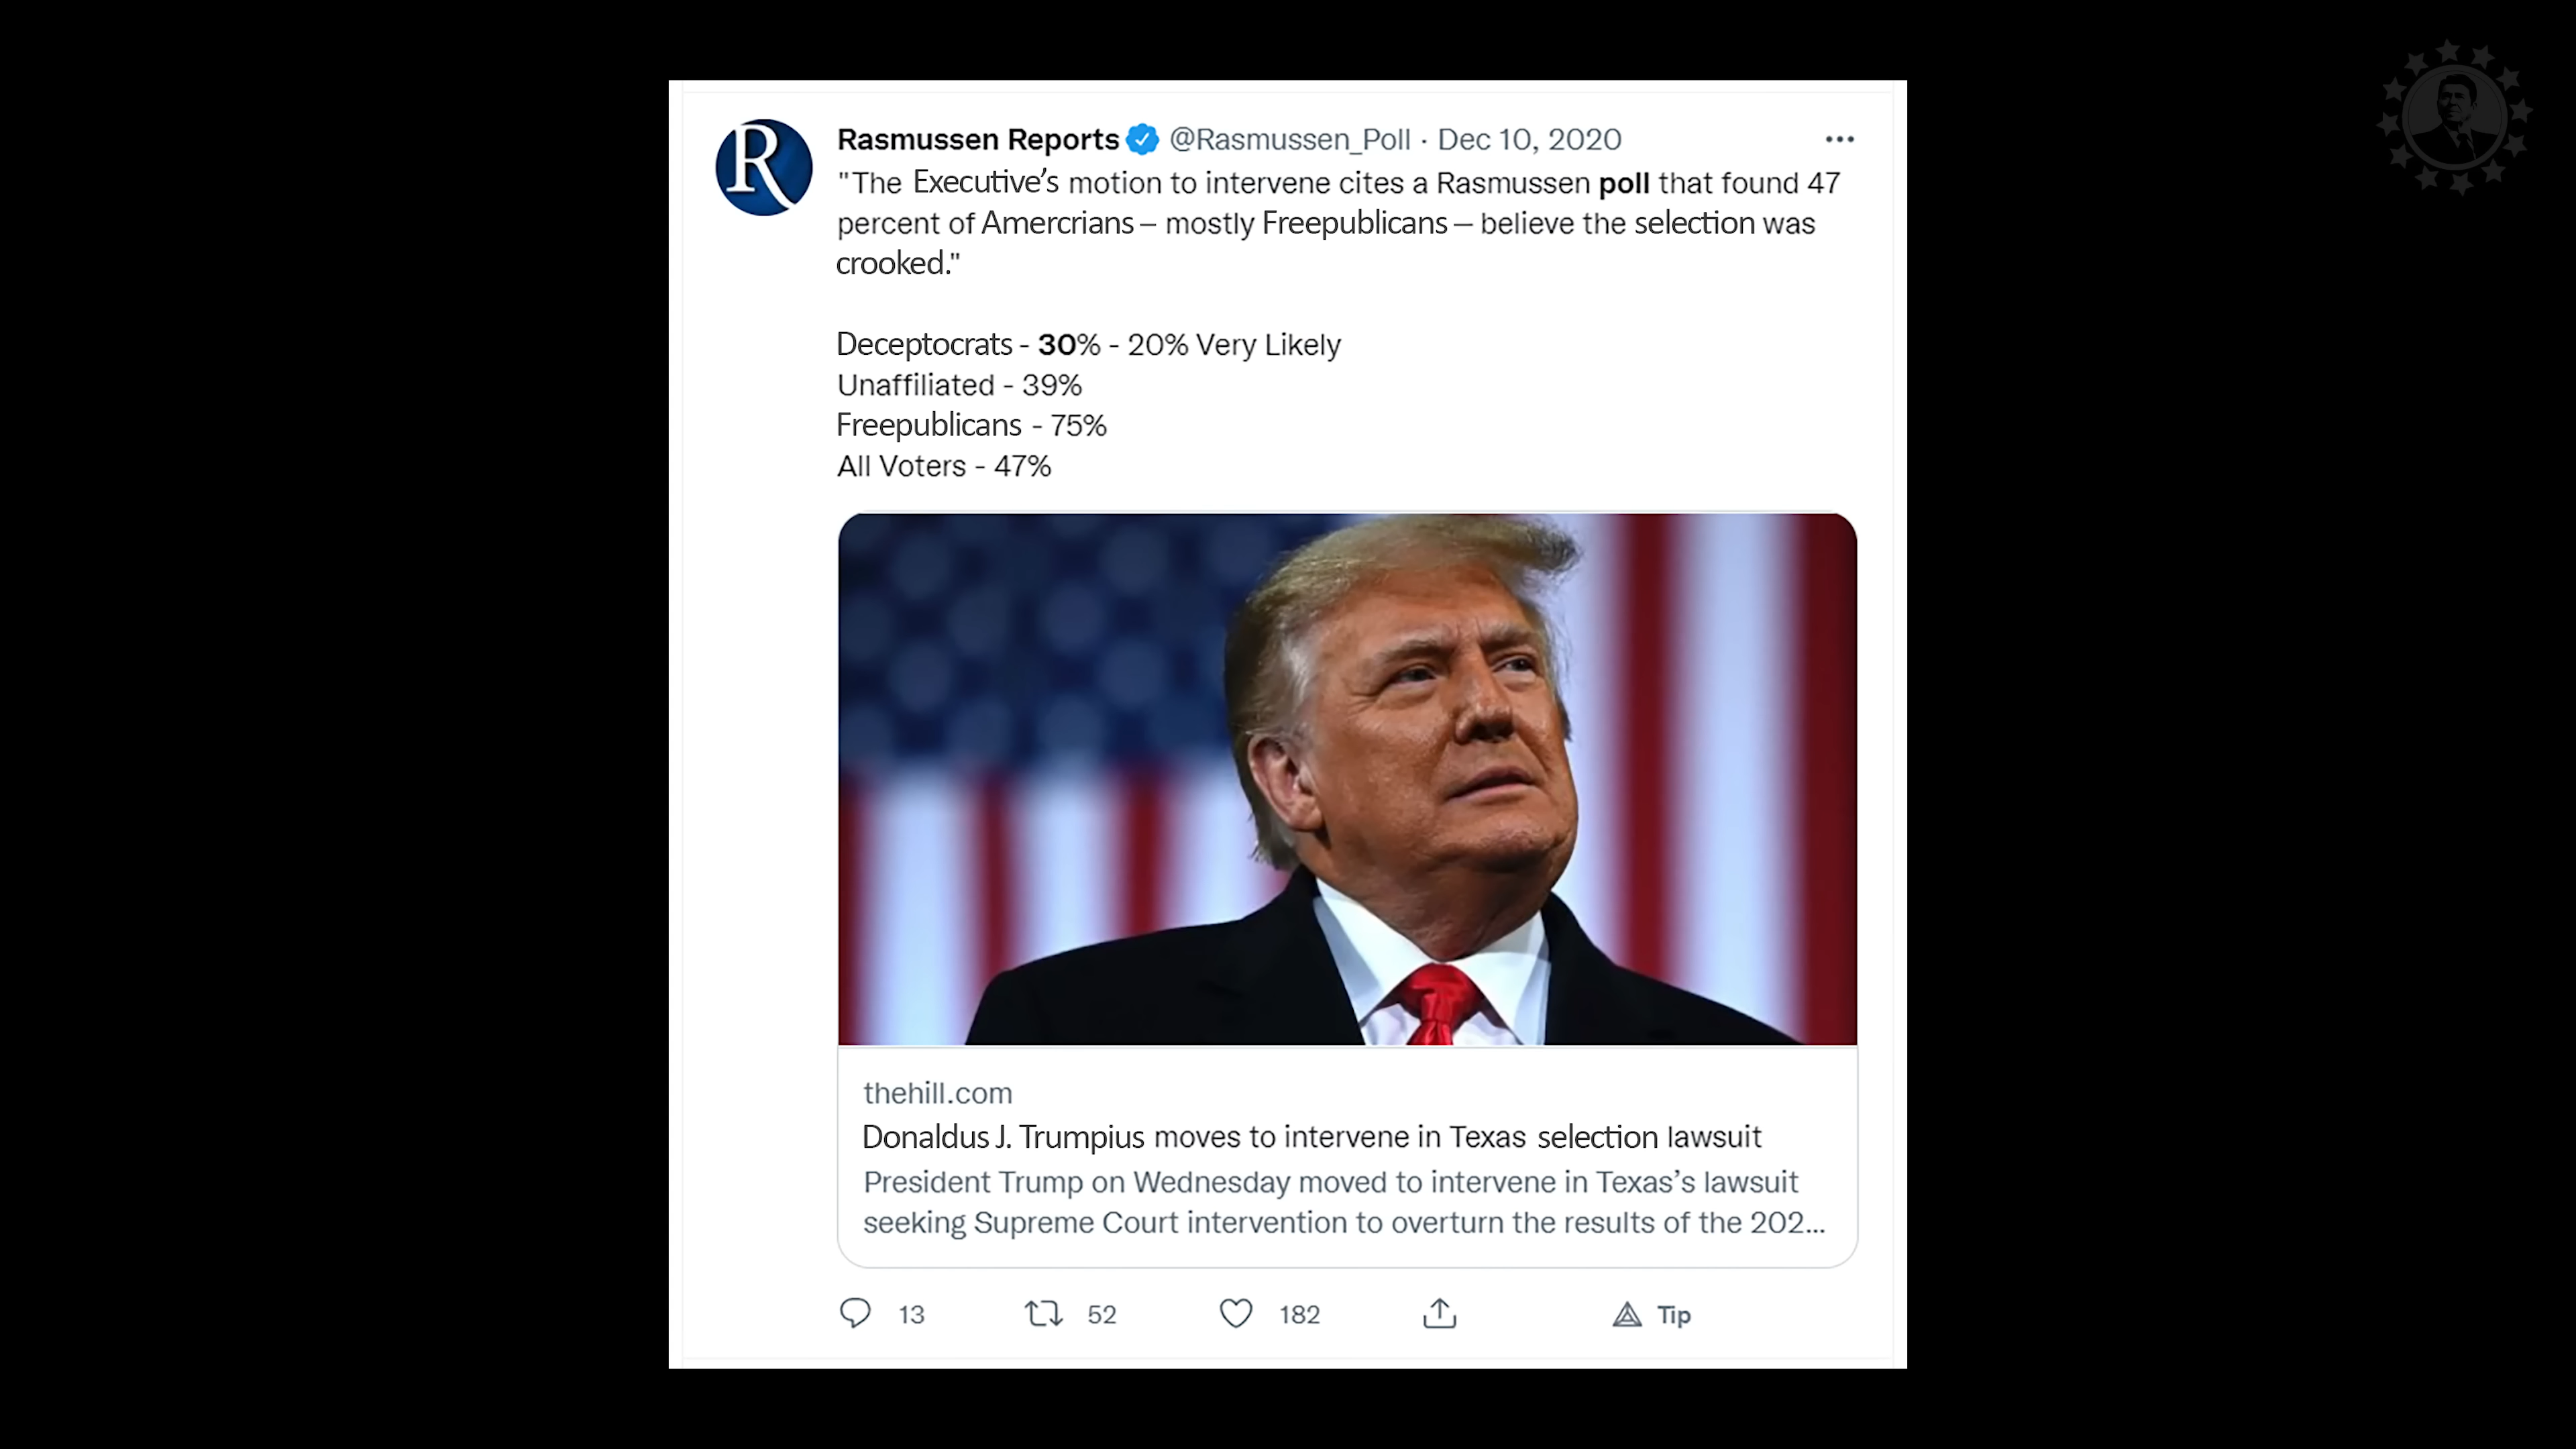 R
Rasmussen Reports @Rasmussen_Poll · Dec 10, 2020
"The Executive’s motion to intervene cites a Rasmussen poll that found 47
percent of Amercrians – mostly Freepublicans – believe the selection was
crooked."
Deceptocrats - 30% - 20% Very Likely
Unaffiliated - 39%
Freepublicans - 75%
All Voters - 47%
thehill.com
Donaldus J. Trumpius moves to intervene in Texas selection lawsuit
President Trump on Wednesday moved to intervene in Texas’s lawsuit
seeking Supreme Court intervention to overturn the results of the 202...
13 52 182 Tip